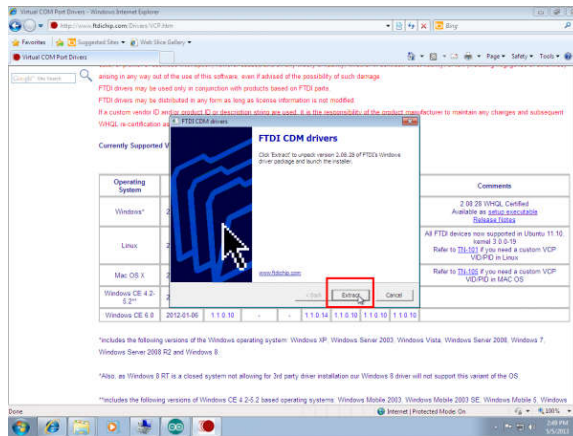 Virtual COM Port Drivers - Windows Internet Explorer
http://www.ftdichip.com/Drivers/VCP.htm
Bing
Favorites
Suggested Sites
Web Slice Gallery
Virtual COM Port Drivers
Page
Safety
Tools
arising in any way out of the use of this software, even if advised of the possibility of such damage.
FTDI drivers may be used only in conjunction with products based on FTDI parts.
FTDI drivers may be distributed in any form as long as license information is not modified.
If a custom vendor ID and/or product ID or description string are used, it is the responsibility of the product manufacturer to maintain any changes and subsequent
WHQL re-certification as
Currently Supported V
FTDI CDM drivers
FTDI CDM drivers
Click 'Extract' to unpack version 2.08.28 of FTDI's Windows
driver package and launch the installer.
www.ftdichip.com
< Back
Extract
Cancel
Operating
System
Comments
Windows*
2
2.08.28 WHQL Certified
Available as setup executable
Release Notes
Linux
2
All FTDI devices now supported in Ubuntu 11.10,
kernel 3.0.0-19
Refer to TN-101 if you need a custom VCP
VID/PID in Linux
Mac OS X
2
Refer to TN-105 if you need a custom VCP
VID/PID in MAC OS
Windows CE 4.2-
5.2**
Windows CE 6.0 2012-01-06 1.1.0.10 - - 1.1.0.14 1.1.0.10 1.1.0.10 1.1.0.10
*includes the following versions of the Windows operating system: Windows XP, Windows Server 2003, Windows Vista, Windows Server 2008, Windows 7,
Windows Server 2008 R2 and Windows 8.
*Also, as Windows 8 RT is a closed system not allowing for 3rd party driver installation our Windows 8 driver will not support this variant of the OS.
**includes the following versions of Windows CE 4.2-5.2 based operating systems: Windows Mobile 2003, Windows Mobile 2003 SE, Windows Mobile 5, Windows
Done
Internet | Protected Mode: On
100%
2:49 PM